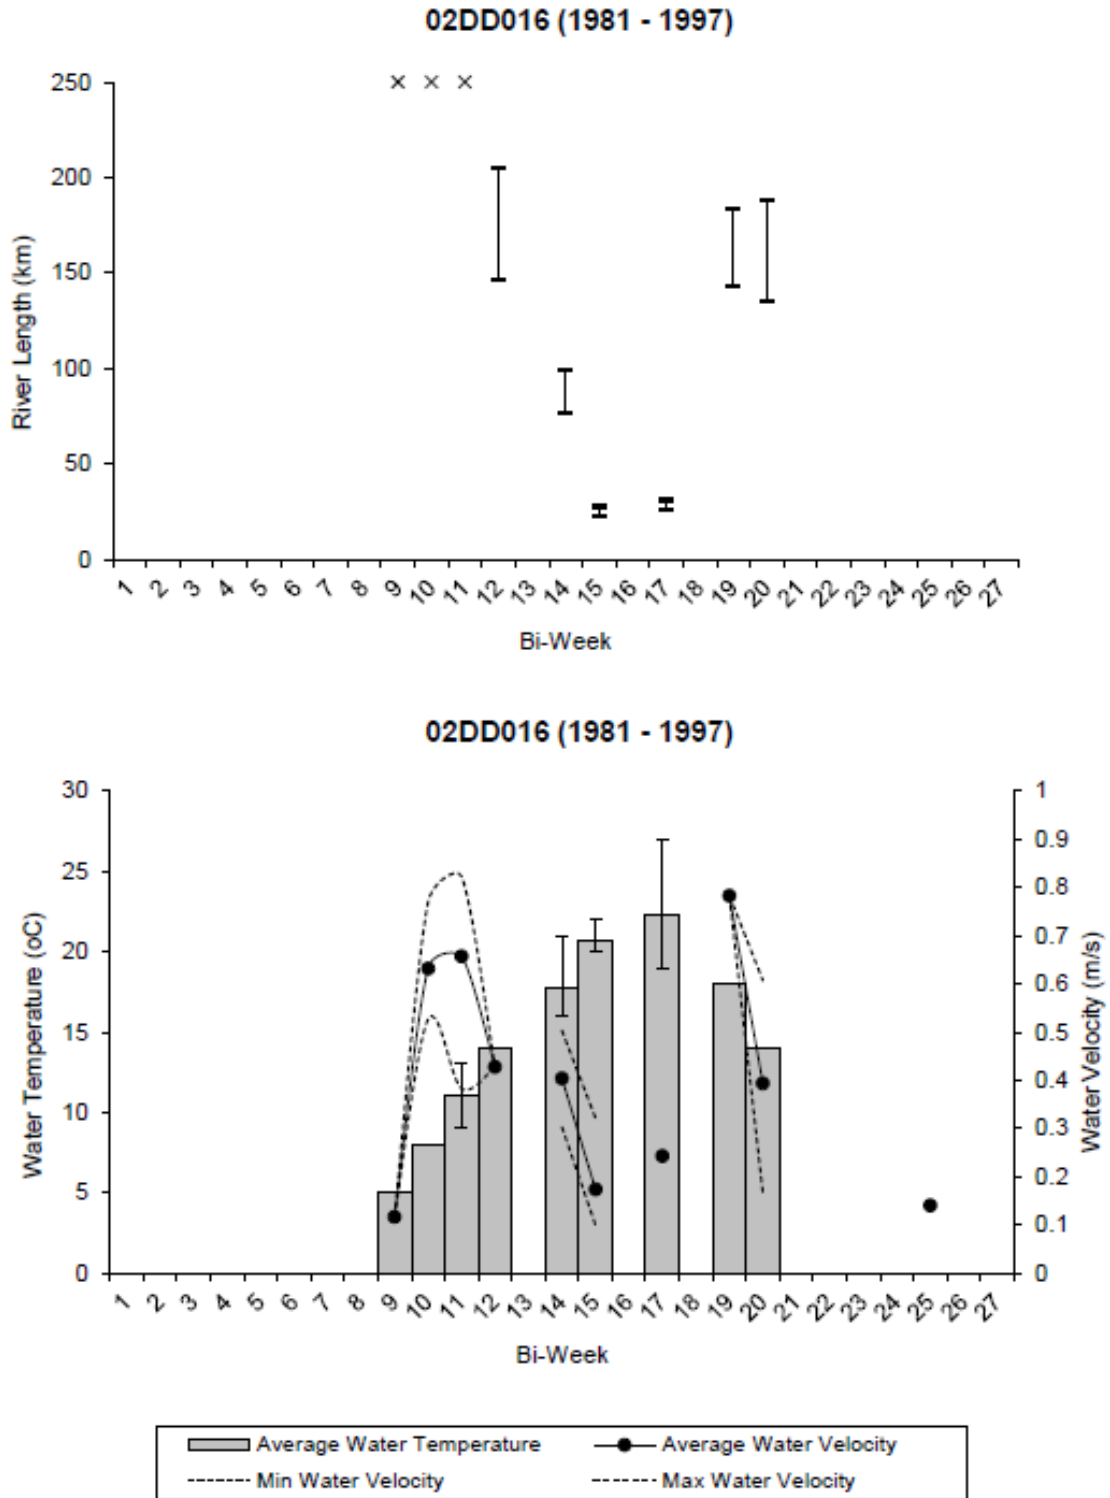 02DD016 (1981 - 1997)
250
200
150
100
50
0
River Length (km)
1 2 3 4 5 6 7 8 9 10 11 12 13 14 15 16 17 18 19 20 21 22 23 24 25 26 27
Bi-Week
02DD016 (1981 - 1997)
30
25
20
15
10
5
0
Water Temperature (oC)
1
0.9
0.8
0.7
0.6
0.5
0.4
0.3
0.2
0.1
0
Water Velocity (m/s)
1 2 3 4 5 6 7 8 9 10 11 12 13 14 15 16 17 18 19 20 21 22 23 24 25 26 27
Bi-Week
Average Water Temperature Average Water Velocity
Min Water Velocity Max Water Velocity